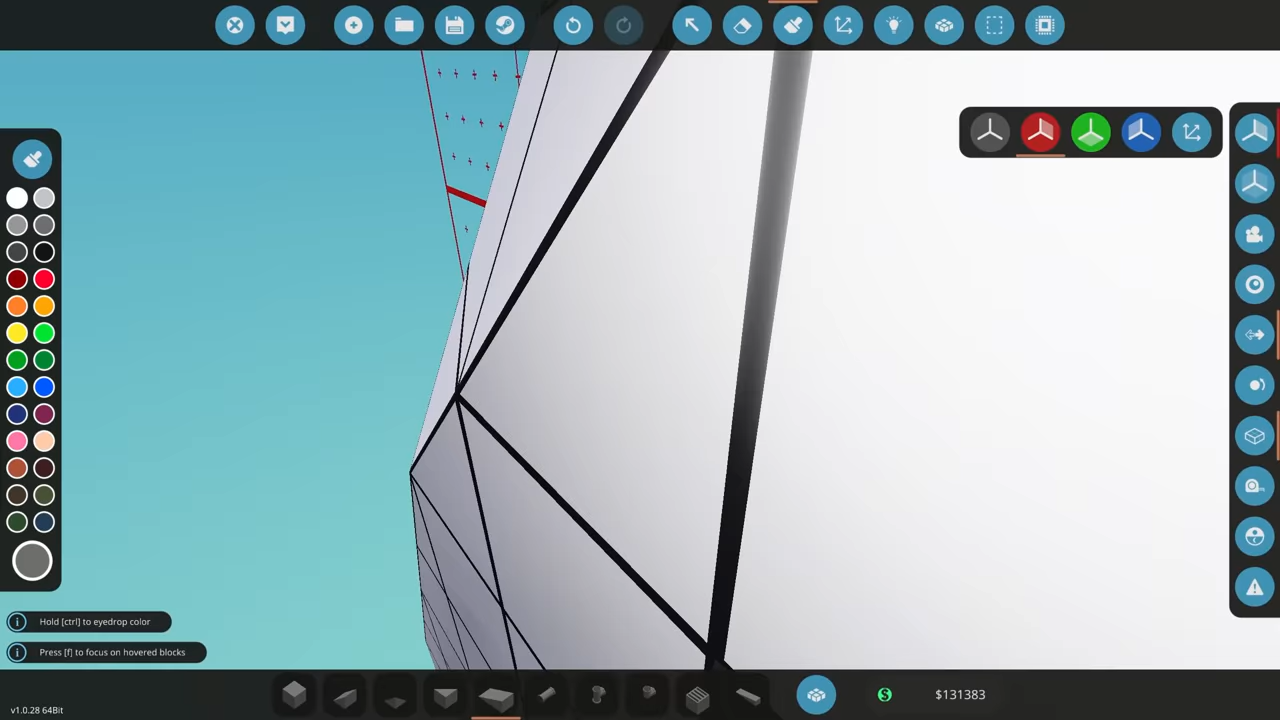 Hold [ctrl] to eyedrop color
Press [f] to focus on hovered blocks
$131383
v1.0.28 64Bit